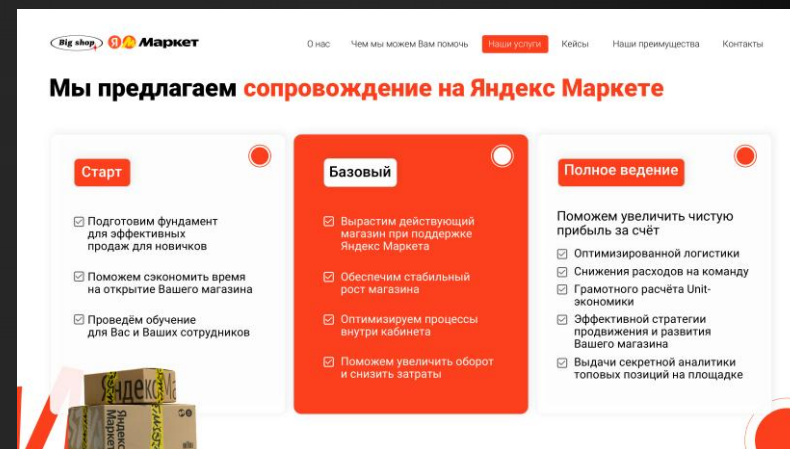 Big shop
Я М Маркет
О нас
Чем мы можем Вам помочь
Наши услуги
Кейсы
Наши преимущества
Контакты
Мы предлагаем сопровождение на Яндекс Маркете
Старт
Подготовим фундамент
для эффективных
продаж для новичков
Поможем сэкономить время
на открытие Вашего магазина
Проведём обучение
для Вас и Ваших сотрудников
Базовый
Вырастим действующий
магазин при поддержке
Яндекс Маркета
Обеспечим стабильный
рост магазина
Оптимизируем процессы
внутри кабинета
Поможем увеличить оборот
и снизить затраты
Полное ведение
Поможем увеличить чистую
прибыль за счёт
Оптимизированной логистики
Снижения расходов на команду
Грамотного расчёта Unit-
экономики
Эффективной стратегии
продвижения и развития
Вашего магазина
Выдачи секретной аналитики
топовых позиций на площадке
Яндекс Ма
Яндекс
Маркет